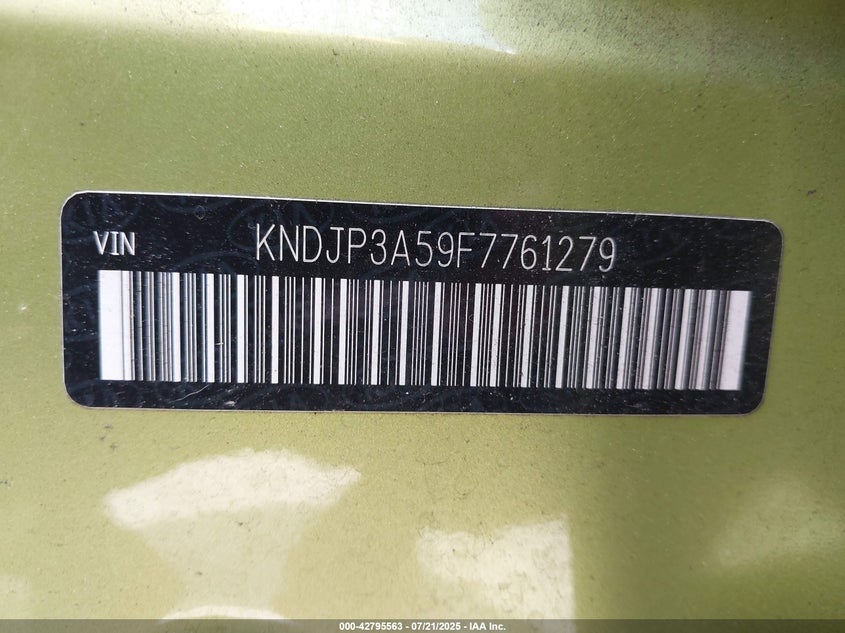 VIN KNDJP3A59F7761279
000-42795563 / 07/21/2025 - IAA Inc.